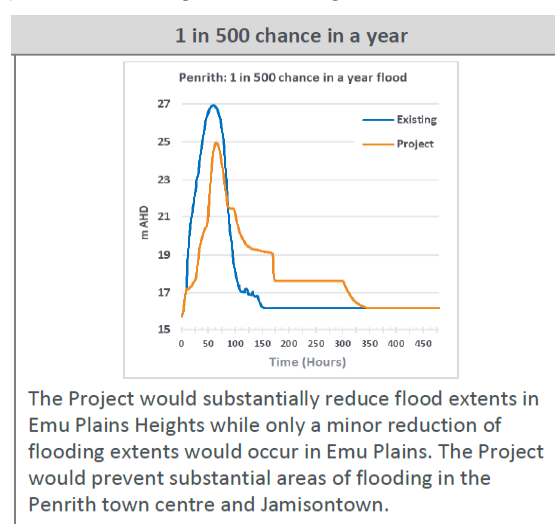 1 in 500 chance in a year
Penrith: 1 in 500 chance in a year flood
27
25
23
21
19
17
15
m AHD
Existing
Project
0 50 100 150 200 250 300 350 400 450
Time (Hours)
The Project would substantially reduce flood extents in
Emu Plains Heights while only a minor reduction of
flooding extents would occur in Emu Plains. The Project
would prevent substantial areas of flooding in the
Penrith town centre and Jamisontown.